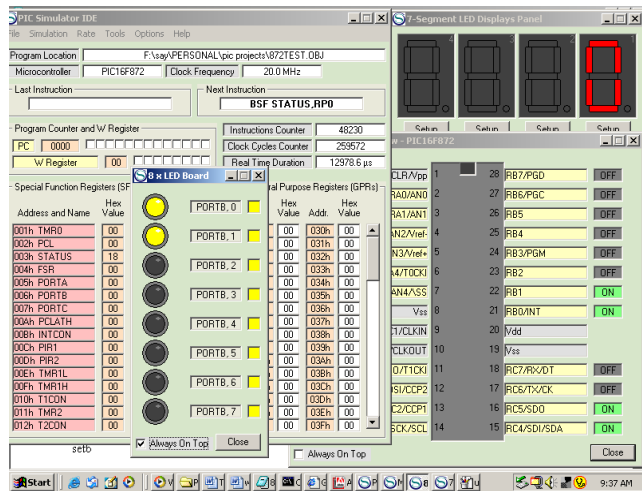 PIC Simulator IDE
File Simulation Rate Tools Options Help
Program Location F:\say\PERSONAL\pic projects\872TEST.OBJ
Microcontroller PIC16F872 Clock Frequency 20.0 MHz
Last Instruction Next Instruction
BSF STATUS,RP0
Program Counter and W Register
PC 0000
W Register 00
Instructions Counter 48230
Clock Cycles Counter 259572
Real Time Duration 12978.6 µs
Special Function Registers (SF
ral Purpose Registers (GPRs)
Address and Name Hex Value
Hex Value Addr. Hex Value
001h TMR0 00
002h PCL 00
003h STATUS 18
004h FSR 00
005h PORTA 00
006h PORTB 00
007h PORTC 00
00Ah PCLATH 00
00Bh INTCON 00
00Ch PIR1 00
00Dh PIR2 00
00Eh TMR1L 00
00Fh TMR1H 00
010h T1CON 00
011h TMR2 00
012h T2CON 00
00 030h 00
00 031h 00
00 032h 00
00 033h 00
00 034h 00
00 035h 00
00 036h 00
00 037h 00
00 038h 00
00 039h 00
00 03Ah 00
00 03Bh 00
00 03Ch 00
00 03Dh 00
00 03Eh 00
00 03Fh 00
setb
Always On Top
8 x LED Board
PORTB, 0
PORTB, 1
PORTB, 2
PORTB, 3
PORTB, 4
PORTB, 5
PORTB, 6
PORTB, 7
Always On Top Close
7-Segment LED Displays Panel
4 3 2 1
Setup Setup Setup Setup
w - PIC16F872
CLR/Vpp 1 28 RB7/PGD OFF
RA0/AN0 2 27 RB6/PGC OFF
RA1/AN1 3 26 RB5 OFF
AN2/Vref- 4 25 RB4 OFF
N3/Vref+ 5 24 RB3/PGM OFF
A4/T0CKI 6 23 RB2 OFF
AN4/\SS 7 22 RB1 ON
Vss 8 21 RB0/INT ON
C1/CLKIN 9 20 Vdd
/CLKOUT 10 19 Vss
O/T1CKI 11 18 RC7/RX/DT OFF
OSI/CCP2 12 17 RC6/TX/CK OFF
C2/CCP1 13 16 RC5/SDO ON
SCK/SCL 14 15 RC4/SDI/SDA ON
Close
Start 9:37 AM